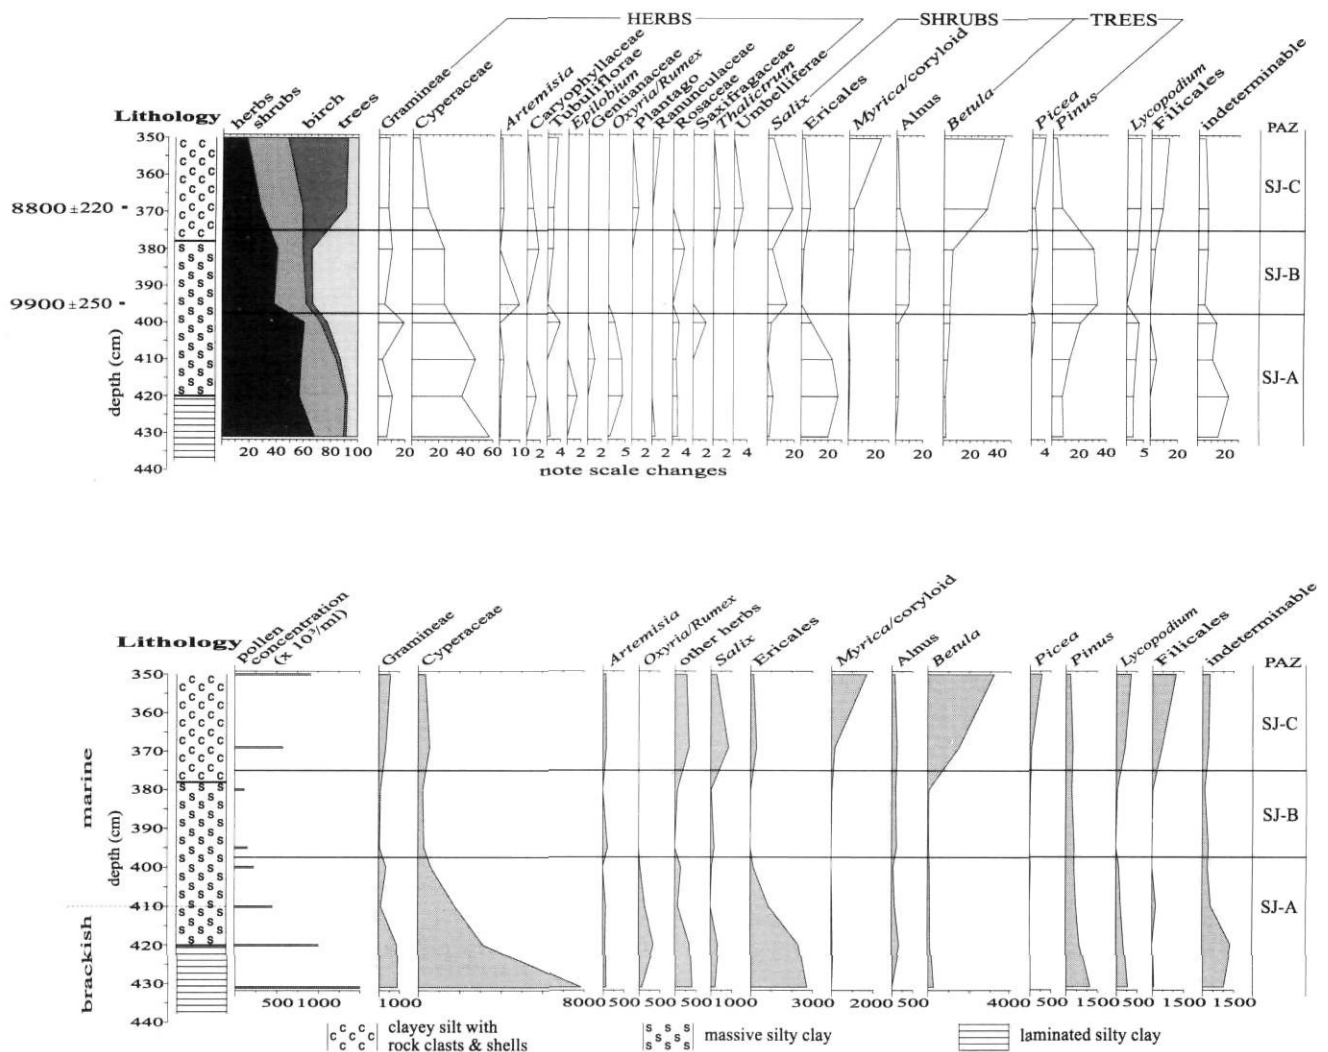 HERBS SHRUBS TREES
Lithology herbs shrubs birch trees Gramineae Cyperaceae Artemisia Caryophyllaceae Tubuliflorae Epilobium Gentianaceae Oxyria/Rumex Plantago Ranunculaceae Rosaceae Saxifragaceae Thalictrum Umbelliferae Salix Ericales Myrica/coryloid Alnus Betula Picea Pinus Lycopodium Filicales indeterminable PAZ
350
360
370
380
390
400
410
420
430
440
depth (cm)
8800 ±220
9900 ±250
SJ-C
SJ-B
SJ-A
20 40 60 80 100 20 20 40 60 10 2 4 2 2 5 2 2 2 2 2 4 20 20 20 20 20 40 4 20 40 5 20 20
note scale changes
Lithology pollen concentration (x 10³/ml) Gramineae Cyperaceae Artemisia Oxyria/Rumex other herbs Salix Ericales Myrica/coryloid Alnus Betula Picea Pinus Lycopodium Filicales indeterminable PAZ
350
360
370
380
390
400
410
420
430
440
depth (cm)
marine
brackish
SJ-C
SJ-B
SJ-A
500 1000 1000 8000 500 500 500 1000 3000 2000 500 4000 500 1500 500 1500 1500
C C C C C clayey silt with rock clasts & shells
S S S S S massive silty clay
laminated silty clay